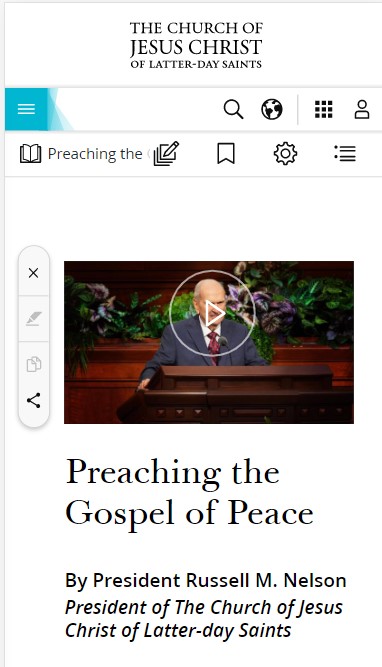 THE CHURCH OF
JESUS CHRIST
OF LATTER-DAY SAINTS
Preaching the
Preaching the
Gospel of Peace
By President Russell M. Nelson
President of The Church of Jesus
Christ of Latter-day Saints